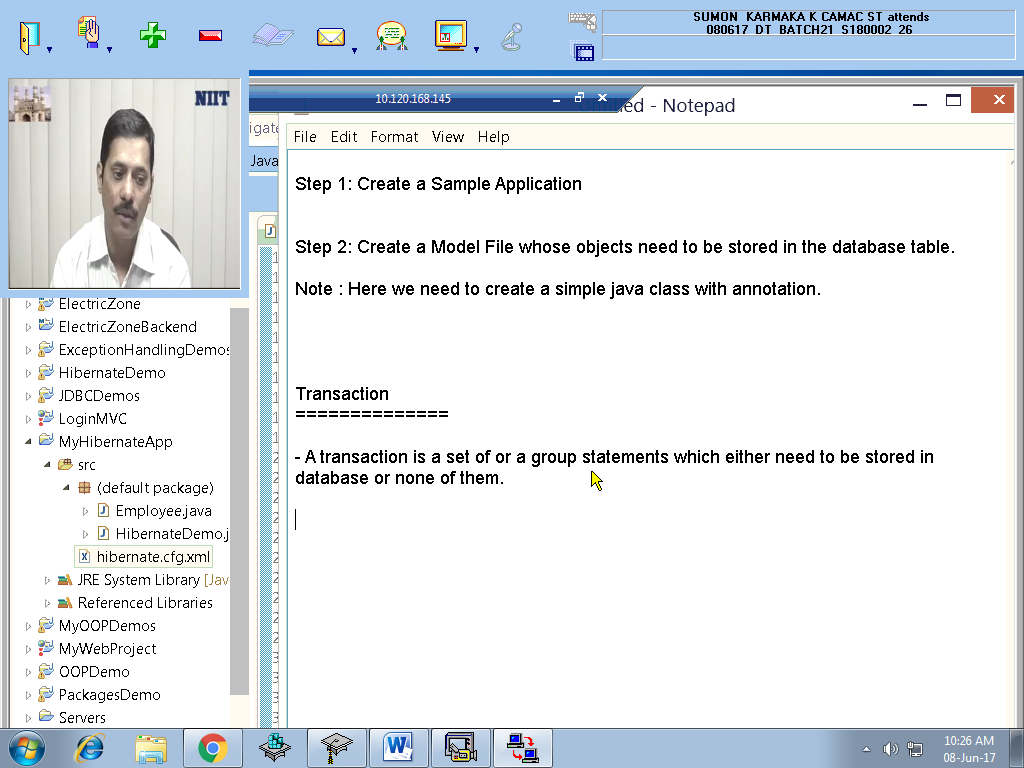 SUMON KARMAKA K CAMAC ST attends
080617_DT_BATCH21_S180002_26
NIIT
10.120.168.145
ed - Notepad
File Edit Format View Help
Java
Step 1: Create a Sample Application
Step 2: Create a Model File whose objects need to be stored in the database table.
Note : Here we need to create a simple java class with annotation.
Transaction
==============
- A transaction is a set of or a group statements which either need to be stored in
database or none of them.
ElectricZone
ElectricZoneBackend
ExceptionHandlingDemos
HibernateDemo
JDBCDemos
LoginMVC
MyHibernateApp
src
(default package)
Employee.java
HibernateDemo.j
hibernate.cfg.xml
JRE System Library [Jav
Referenced Libraries
MyOOPDemos
MyWebProject
OOPDemo
PackagesDemo
Servers
10:26 AM
08-Jun-17